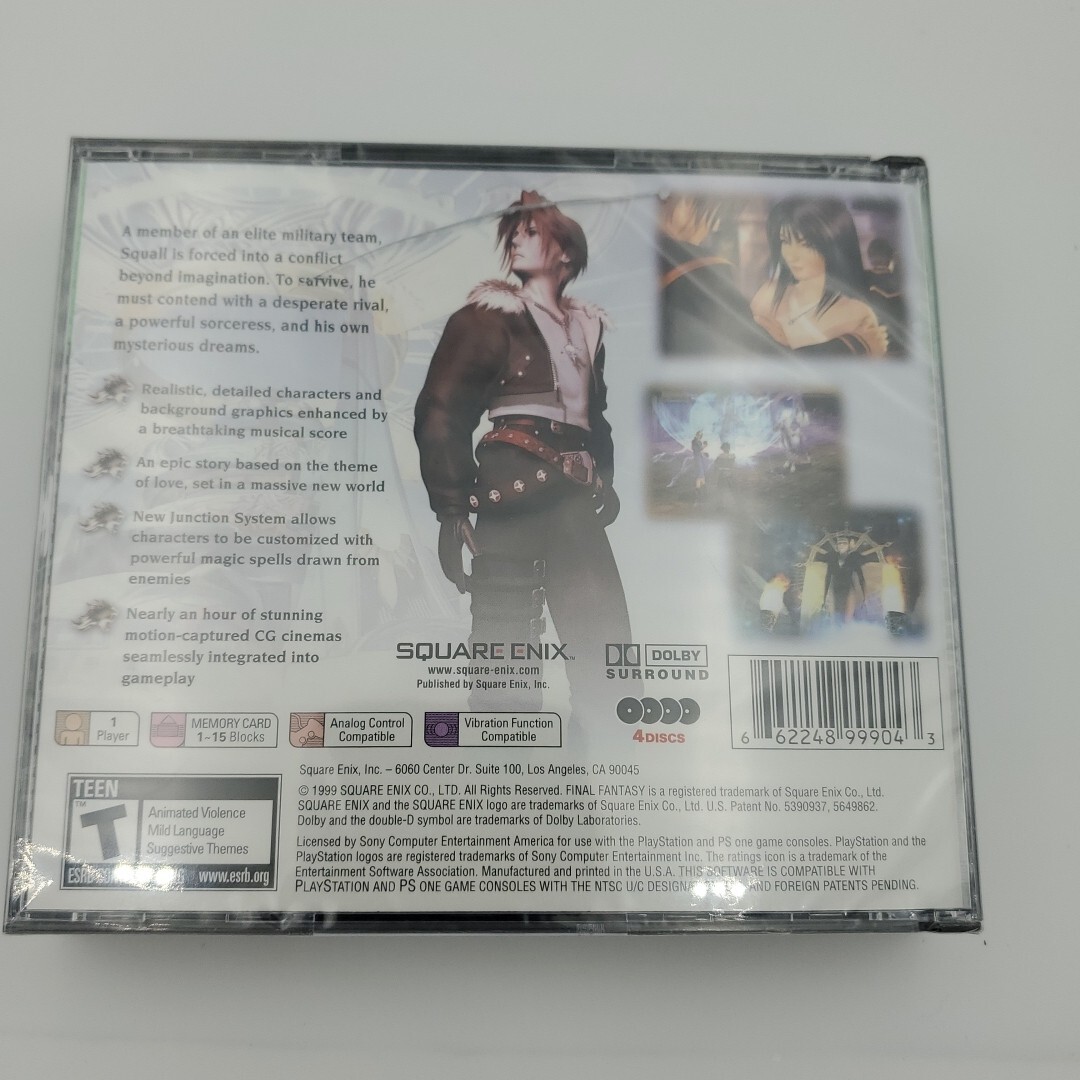 A member of an elite military team,
Squall is forced into a conflict
beyond imagination. To survive, he
must contend with a desperate rival,
a powerful sorceress, and his own
mysterious dreams.
Realistic, detailed characters and
background graphics enhanced by
a breathtaking musical score
An epic story based on the theme
of love, set in a massive new world
New Junction System allows
characters to be customized with
powerful magic spells drawn from
enemies
Nearly an hour of stunning
motion-captured CG cinemas
seamlessly integrated into
gameplay
SQUARE ENIX™
www.square-enix.com
Published by Square Enix, Inc.
DOLBY
SURROUND
4DISCS
6 62248 99904 3
1
Player
MEMORY CARD
1~15 Blocks
Analog Control
Compatible
Vibration Function
Compatible
TEEN
T™
Animated Violence
Mild Language
Suggestive Themes
www.esrb.org
Square Enix, Inc. – 6060 Center Dr. Suite 100, Los Angeles, CA 90045
© 1999 SQUARE ENIX CO., LTD. All Rights Reserved. FINAL FANTASY is a registered trademark of Square Enix Co., Ltd.
SQUARE ENIX and the SQUARE ENIX logo are trademarks of Square Enix Co., Ltd. U.S. Patent No. 5390937, 5649862.
Dolby and the double-D symbol are trademarks of Dolby Laboratories.
Licensed by Sony Computer Entertainment America for use with the PlayStation and PS one game consoles. PlayStation and the
PlayStation logos are registered trademarks of Sony Computer Entertainment Inc. The ratings icon is a trademark of the
Entertainment Software Association. Manufactured and printed in the U.S.A. THIS SOFTWARE IS COMPATIBLE WITH
PLAYSTATION AND PS ONE GAME CONSOLES WITH THE NTSC U/C AND FOREIGN PATENTS PENDING.